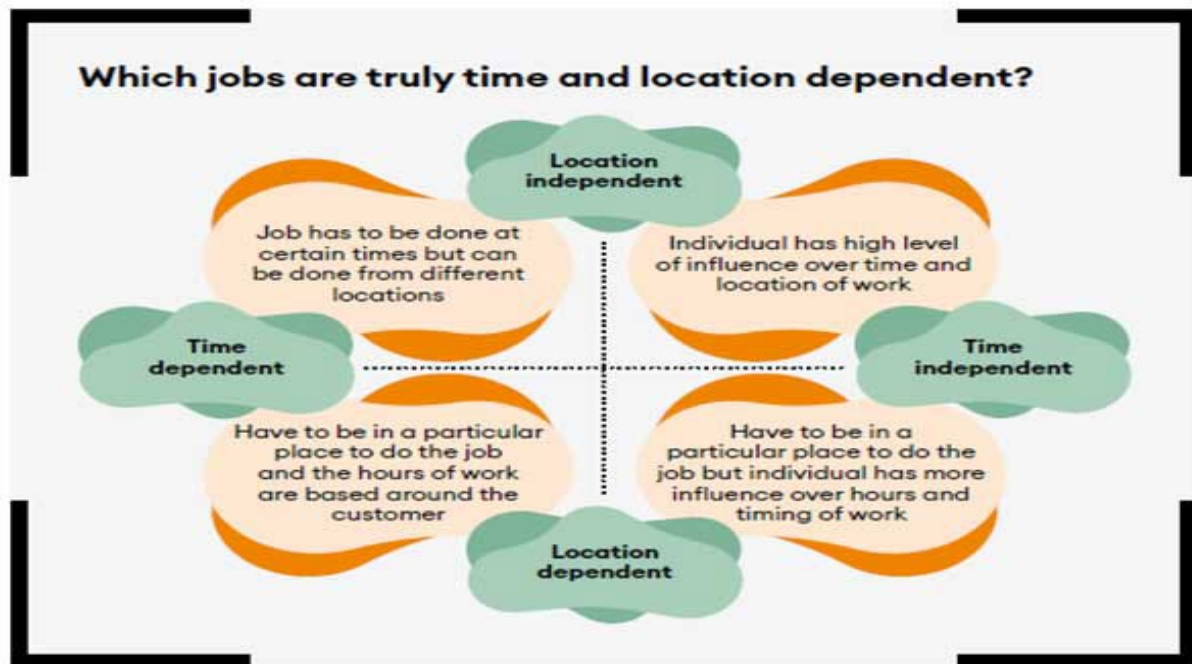 Which jobs are truly time and location dependent?
Location
independent
Job has to be done at
certain times but can
be done from different
locations
Individual has high level
of influence over time and
location of work
Time
dependent
Time
independent
Have to be in a particular
place to do the job
and the hours of work
are based around the
customer
Have to be in a
particular place to do the
job but individual has more
influence over hours and
timing of work
Location
dependent